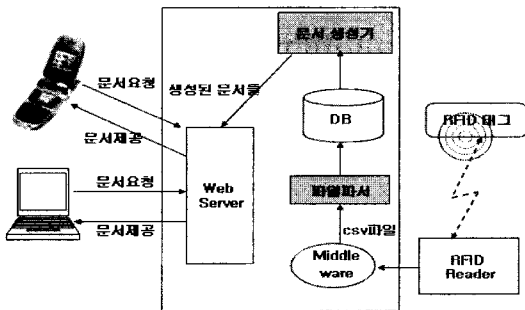 문서 생성기
문서요청
생성된 문서들
문서제공
DB
RFID 태그
문서요청
Web
Server
파일파서
문서제공
csv파일
Middle
ware
RFID
Reader